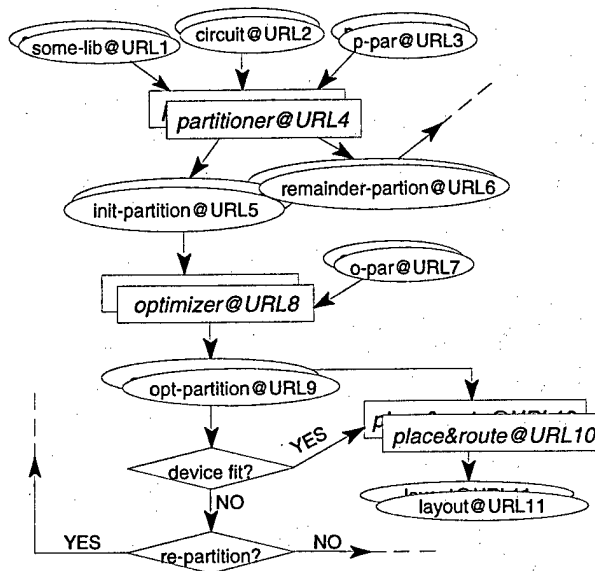 some-lib@URL1
circuit@URL2
p-par@URL3
partitioner@URL4
init-partition@URL5
remainder-partion@URL6
o-par@URL7
optimizer@URL8
opt-partition@URL9
YES
place&route@URL10
device fit?
NO
layout@URL11
YES
re-partition?
NO